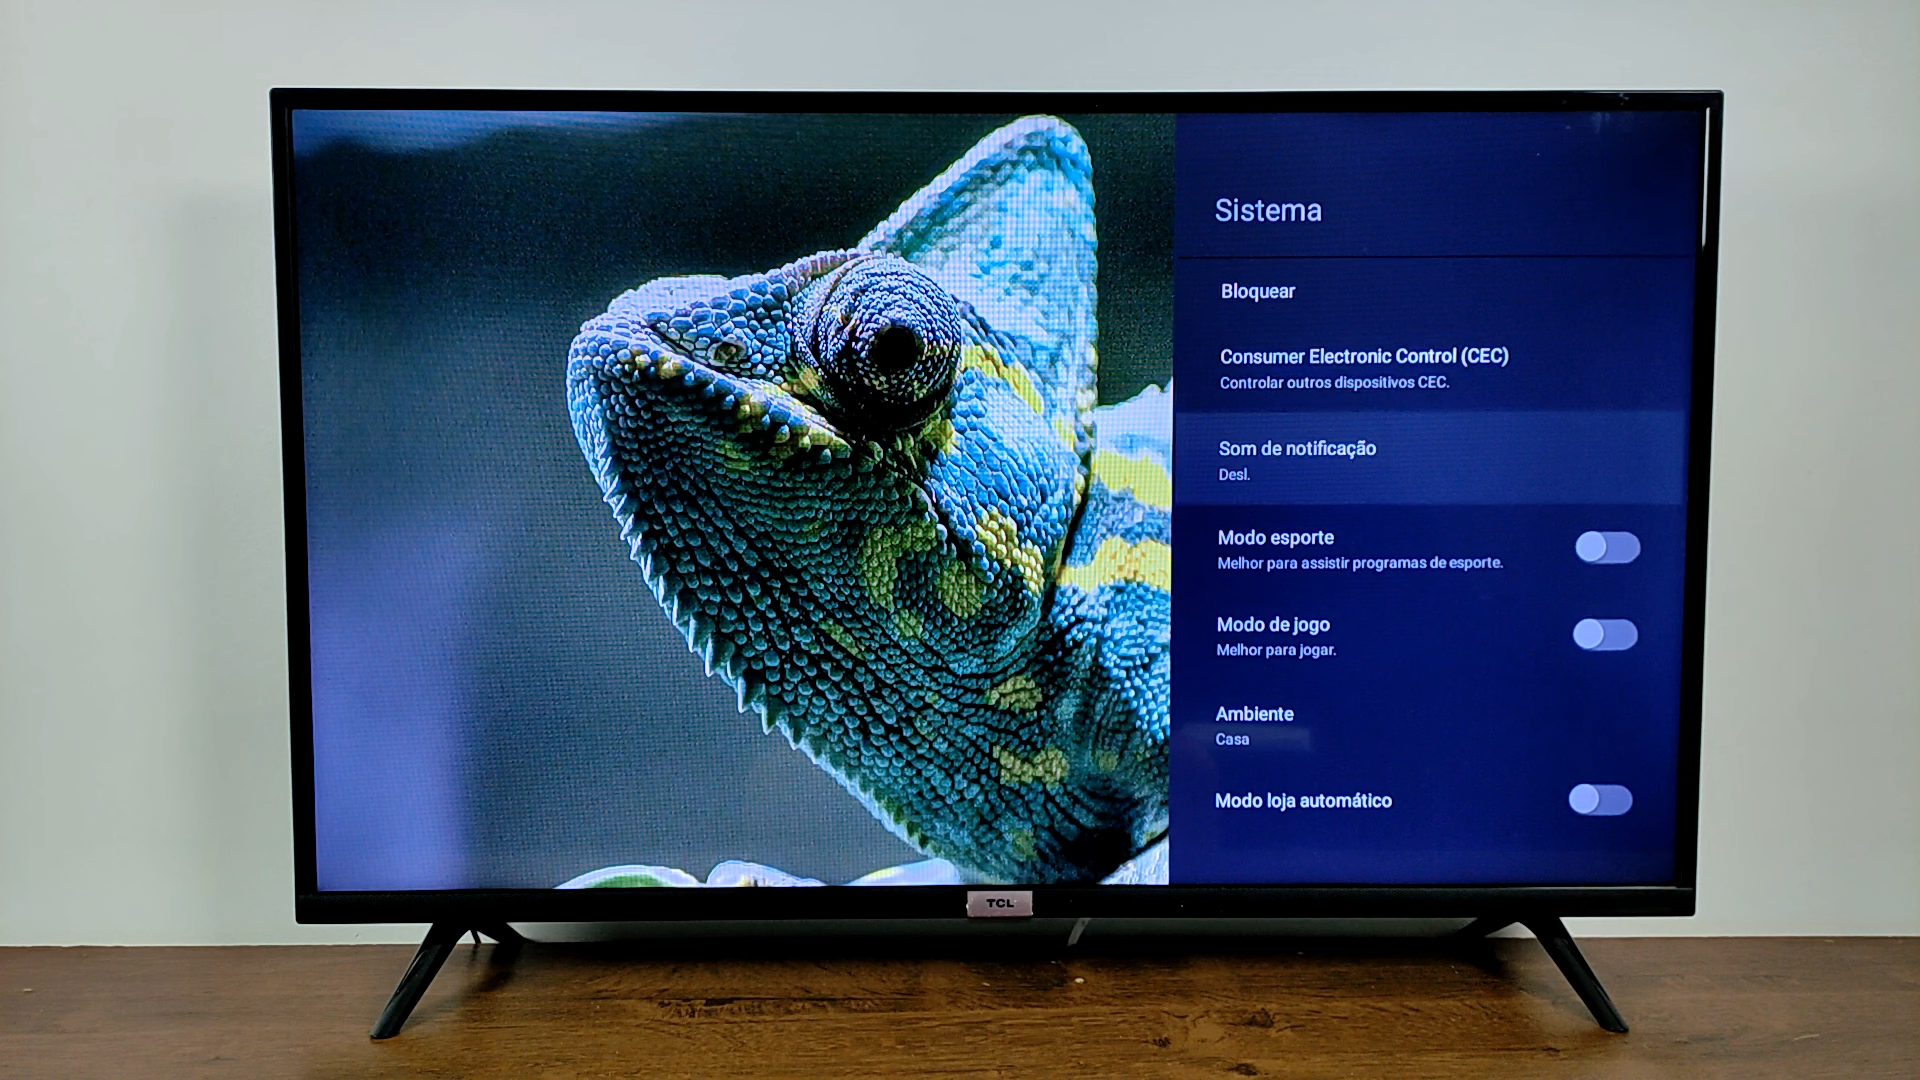 Sistema
Bloquear
Consumer Electronic Control (CEC)
Controlar outros dispositivos CEC.
Som de notificação
Desl.
Modo esporte
Melhor para assistir programas de esporte.
Modo de jogo
Melhor para jogar.
Ambiente
Casa
Modo loja automático
TCL